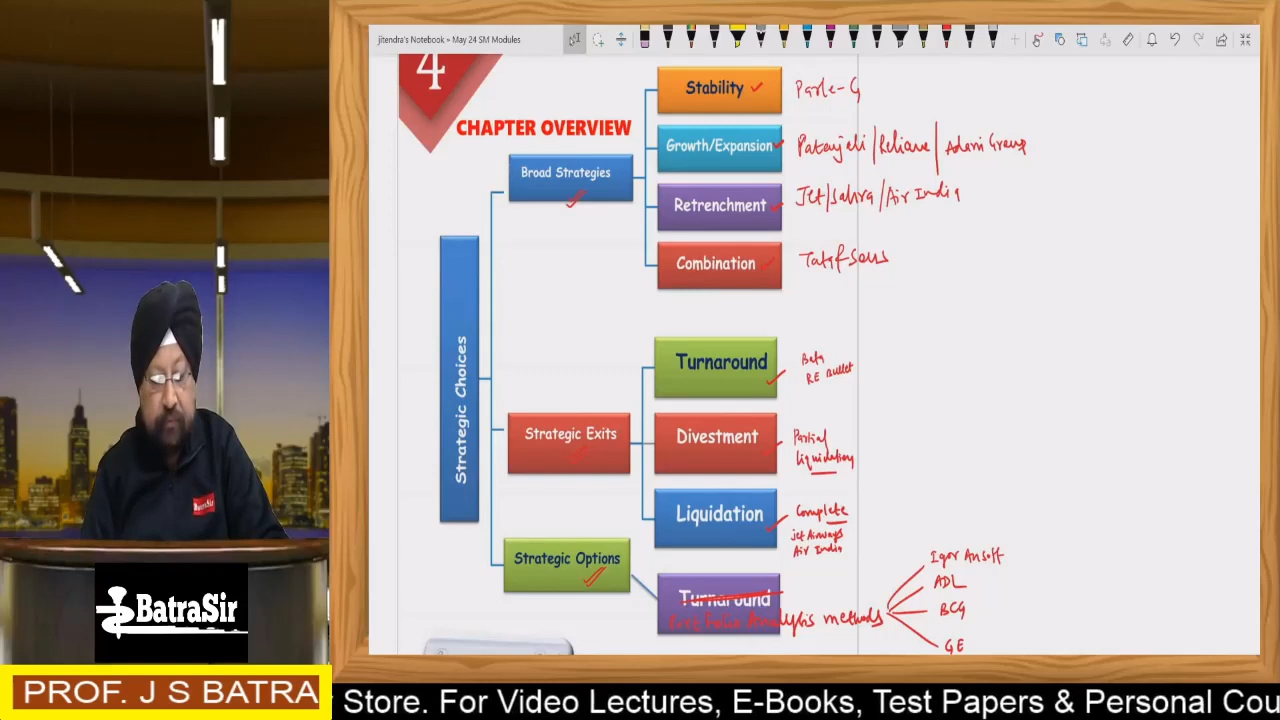 jitendra's Notebook » May 24 SM Modules
4
CHAPTER OVERVIEW
Strategic Choices
Broad Strategies
Stability
Parle-G
Growth/Expansion
Patanjali / Reliance / Adani Group
Retrenchment
Jet/Sahara / Air India
Combination
Strategic Exits
Turnaround
Bata
RE Bullet
Divestment
Partial
Liquidation
Liquidation
Complete
jet Airways
Air India
Strategic Options
Turnaround
Portfolio Analysis methods
Igor Ansoff
ADL
BCG
GE
BatraSir
BatraSir
PROF. J S BATRA
Store. For Video Lectures, E-Books, Test Papers & Personal Cou